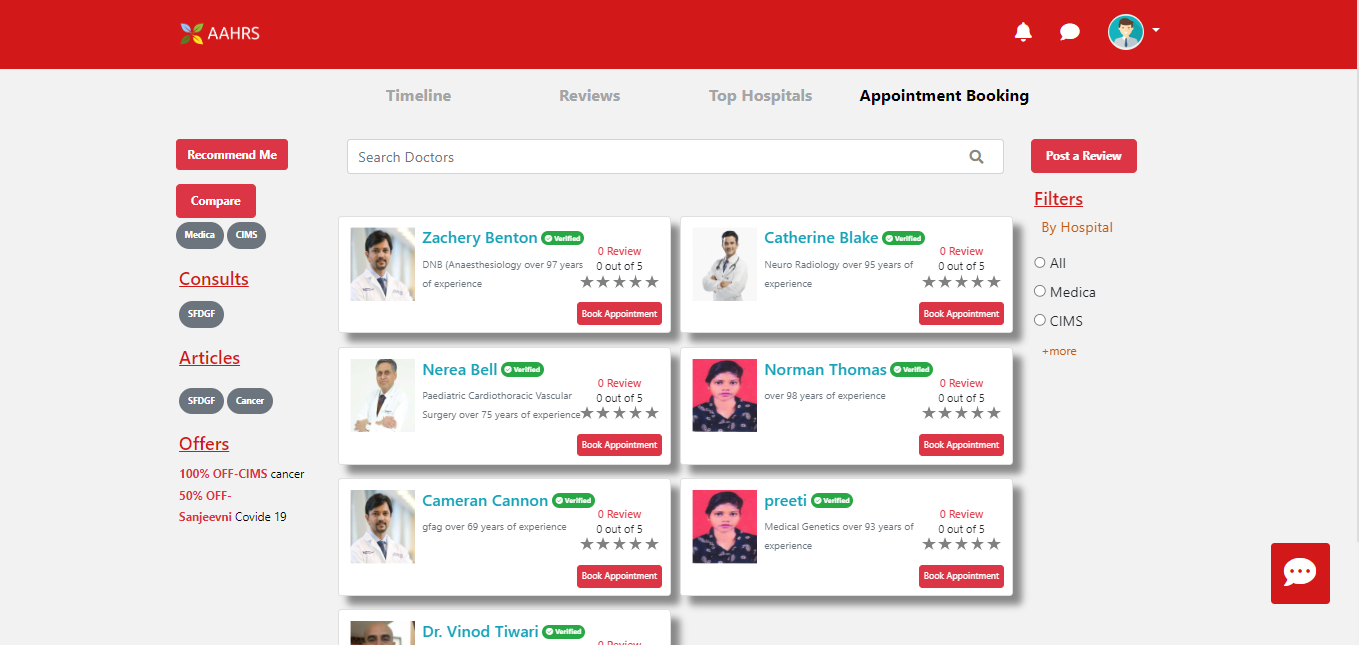 AAHRS
Timeline
Reviews
Top Hospitals
Appointment Booking
Recommend Me
Compare
Medica
CIMS
Consults
SFDGF
Articles
SFDGF
Cancer
Offers
100% OFF-CIMS cancer
50% OFF-
Sanjeevni Covide 19
Search Doctors
Zachery Benton Verified
DNB (Anaesthesiology over 97 years
of experience
0 Review
0 out of 5
Book Appointment
Catherine Blake Verified
Neuro Radiology over 95 years of
experience
0 Review
0 out of 5
Book Appointment
Nerea Bell Verified
Paediatric Cardiothoracic Vascular
Surgery over 75 years of experience
0 Review
0 out of 5
Book Appointment
Norman Thomas Verified
over 98 years of experience
0 Review
0 out of 5
Book Appointment
Cameran Cannon Verified
gfag over 69 years of experience
0 Review
0 out of 5
Book Appointment
preeti Verified
Medical Genetics over 93 years of
experience
0 Review
0 out of 5
Book Appointment
Dr. Vinod Tiwari Verified
0 Review
Post a Review
Filters
By Hospital
All
Medica
CIMS
+more